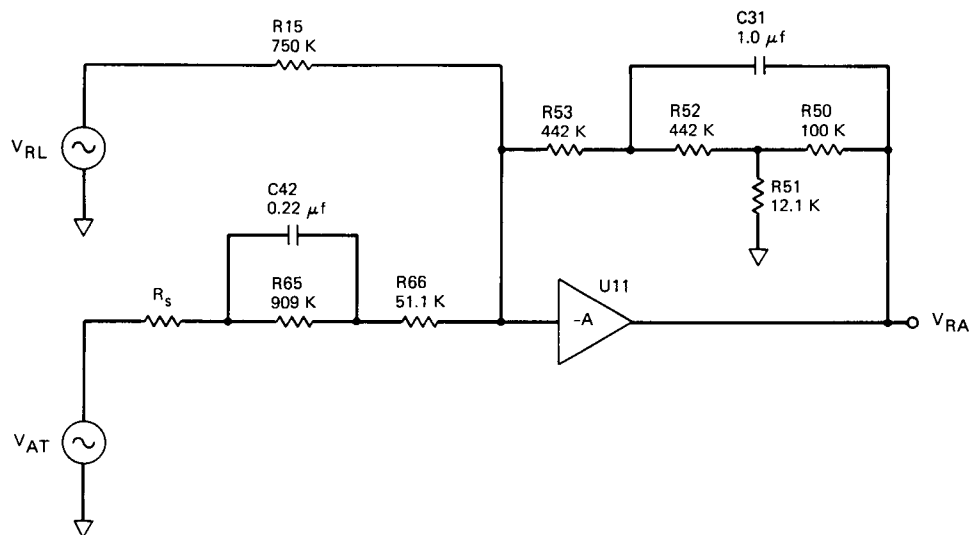 R15
750 K
C31
1.0 μf
R53
442 K
R52
442 K
R50
100 K
V_RL
R51
12.1 K
C42
0.22 μf
R_s
R65
909 K
R66
51.1 K
U11
-A
V_RA
V_AT